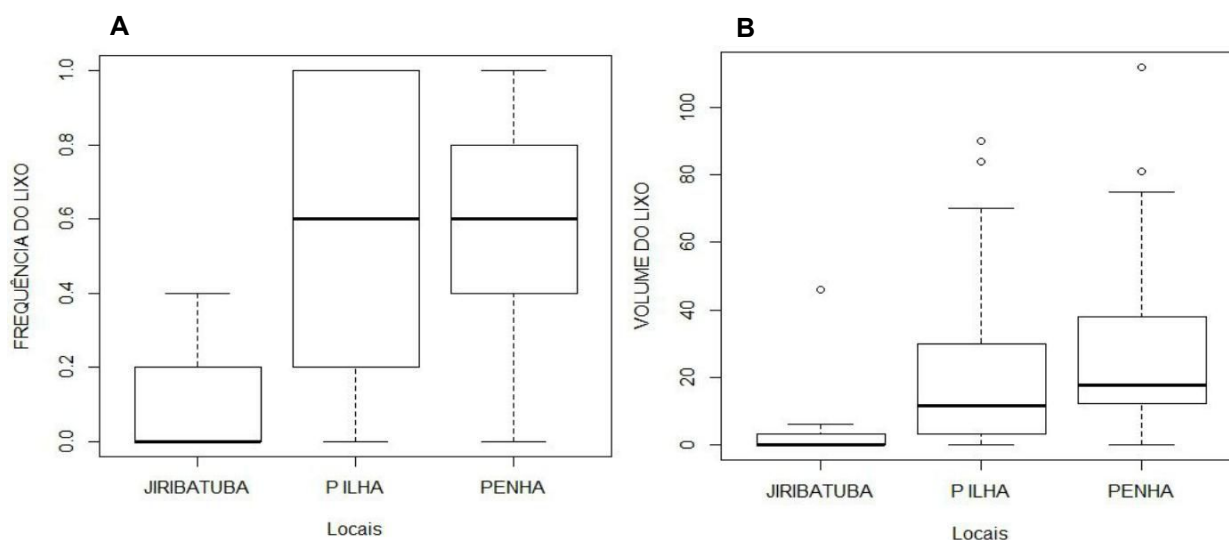 A
FREQUÊNCIA DO LIXO
1.0
0.8
0.6
0.4
0.2
0.0
JIRIBATUBA P ILHA PENHA
Locais
B
VOLUME DO LIXO
100
80
60
40
20
0
JIRIBATUBA P ILHA PENHA
Locais